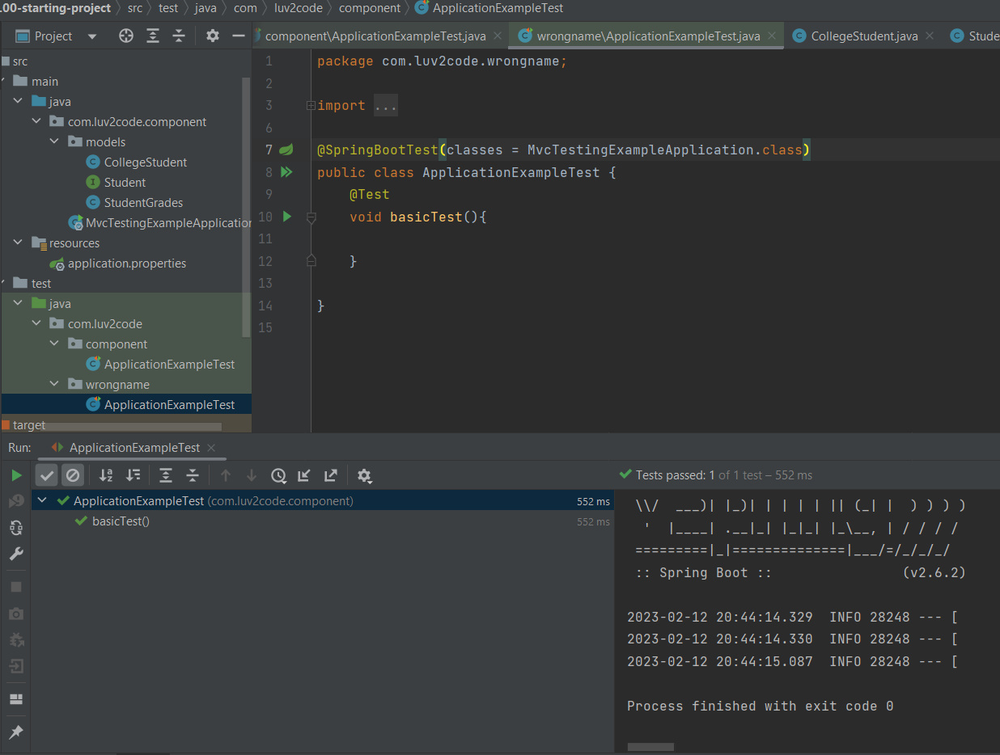 .00-starting-project src test java com luv2code component ApplicationExampleTest
Project
component\ApplicationExampleTest.java wrongname\ApplicationExampleTest.java CollegeStudent.java Stude
src
main
java
com.luv2code.component
models
CollegeStudent
Student
StudentGrades
MvcTestingExampleApplication
resources
application.properties
test
java
com.luv2code
component
ApplicationExampleTest
wrongname
ApplicationExampleTest
target
1 package com.luv2code.wrongname;
2
3 import ...
6
7 @SpringBootTest(classes = MvcTestingExampleApplication.class)
8 public class ApplicationExampleTest {
9 @Test
10 void basicTest(){
11
12 }
13
14 }
15
Run: ApplicationExampleTest
Tests passed: 1 of 1 test – 552 ms
ApplicationExampleTest (com.luv2code.component) 552 ms
basicTest() 552 ms
\\/  ___)| |_)| | | | | || (_| |  ) ) ) )
'  |____| .__|_| |_|_| |_\__, | / / / /
=========|_|==============|___/=/_/_/_/
:: Spring Boot :: (v2.6.2)
2023-02-12 20:44:14.329  INFO 28248 --- [
2023-02-12 20:44:14.330  INFO 28248 --- [
2023-02-12 20:44:15.087  INFO 28248 --- [
Process finished with exit code 0